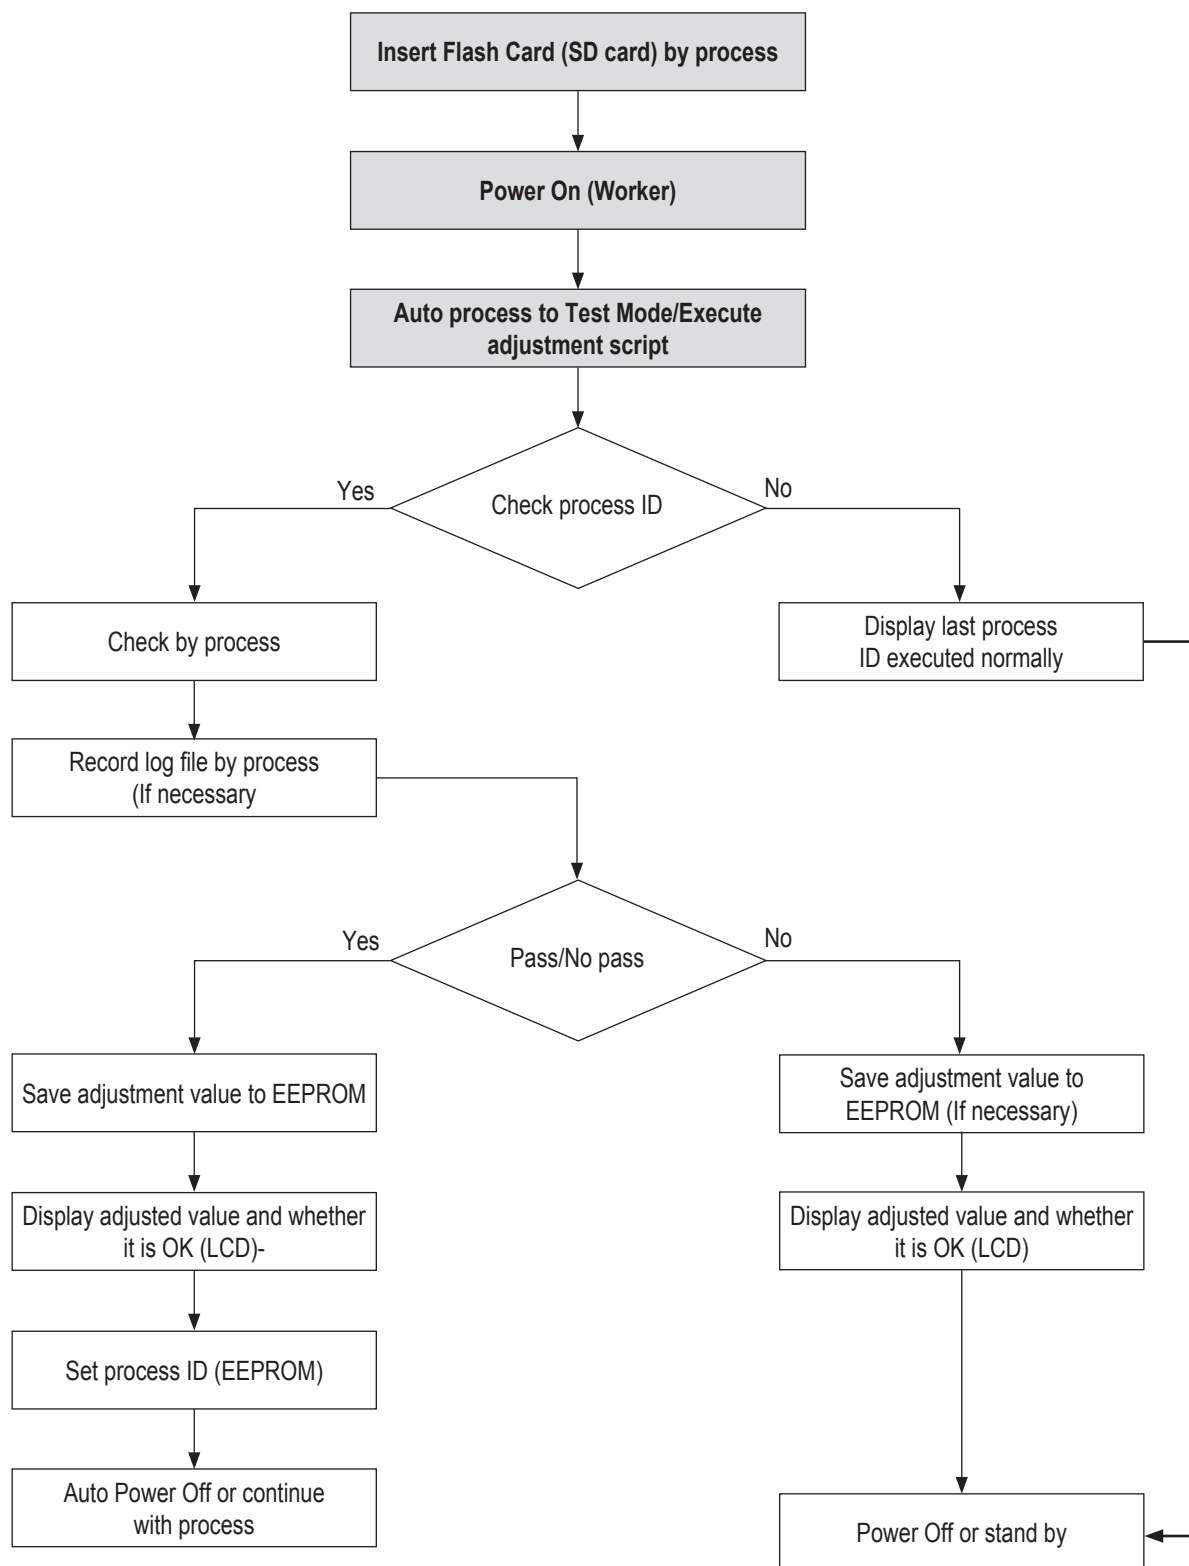 Insert Flash Card (SD card) by process
Power On (Worker)
Auto process to Test Mode/Execute
adjustment script
Yes
No
Check process ID
Check by process
Display last process
ID executed normally
Record log file by process
(If necessary
Yes
No
Pass/No pass
Save adjustment value to EEPROM
Save adjustment value to
EEPROM (If necessary)
Display adjusted value and whether
it is OK (LCD)-
Display adjusted value and whether
it is OK (LCD)
Set process ID (EEPROM)
Auto Power Off or continue
with process
Power Off or stand by